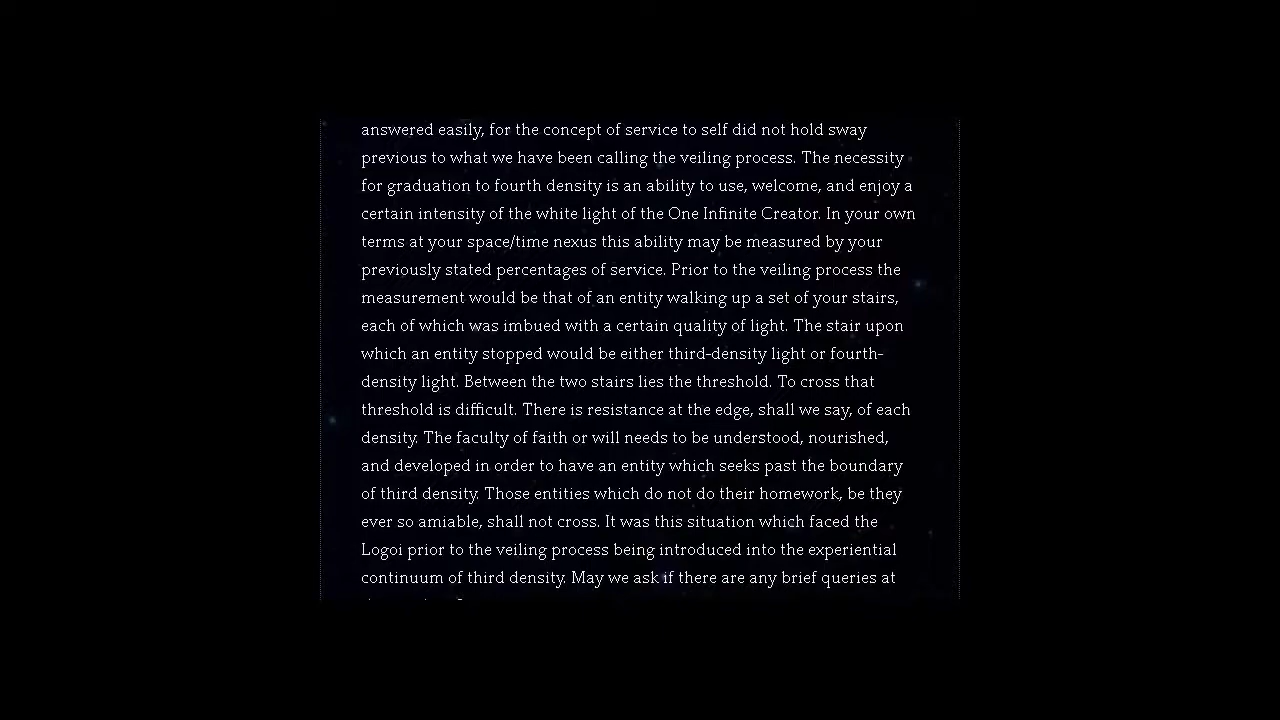 answered easily, for the concept of service to self did not hold sway
previous to what we have been calling the veiling process. The necessity
for graduation to fourth density is an ability to use, welcome, and enjoy a
certain intensity of the white light of the One Infinite Creator. In your own
terms at your space/time nexus this ability may be measured by your
previously stated percentages of service. Prior to the veiling process the
measurement would be that of an entity walking up a set of your stairs,
each of which was imbued with a certain quality of light. The stair upon
which an entity stopped would be either third-density light or fourth-
density light. Between the two stairs lies the threshold. To cross that
threshold is difficult. There is resistance at the edge, shall we say, of each
density. The faculty of faith or will needs to be understood, nourished,
and developed in order to have an entity which seeks past the boundary
of third density. Those entities which do not do their homework, be they
ever so amiable, shall not cross. It was this situation which faced the
Logoi prior to the veiling process being introduced into the experiential
continuum of third density. May we ask if there are any brief queries at